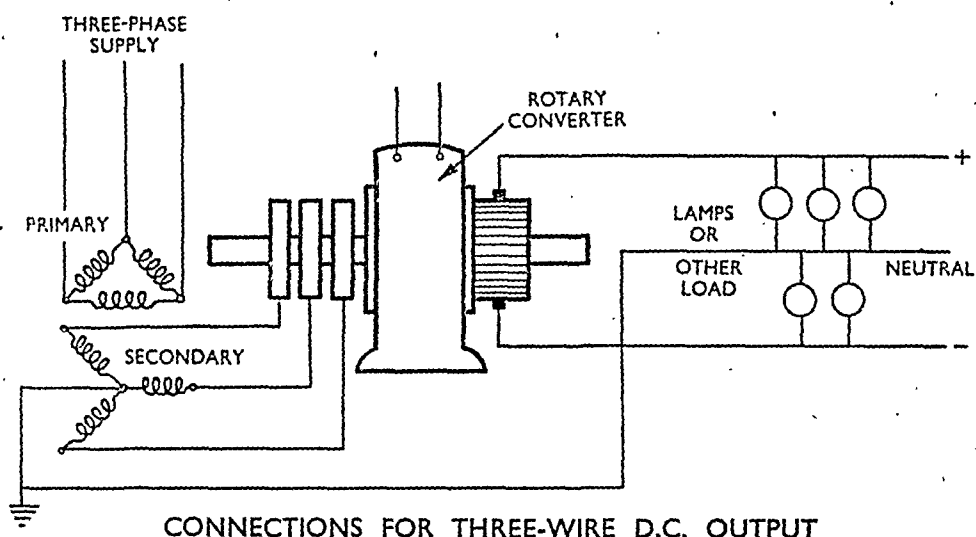 THREE-PHASE
SUPPLY
ROTARY
CONVERTER
+
PRIMARY
LAMPS
OR
OTHER
LOAD
NEUTRAL
SECONDARY
-
CONNECTIONS FOR THREE-WIRE D.C. OUTPUT